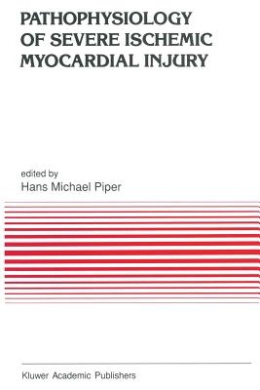 PATHOPHYSIOLOGY
OF SEVERE ISCHEMIC
MYOCARDIAL INJURY
edited by
Hans Michael Piper
Kluwer Academic Publishers